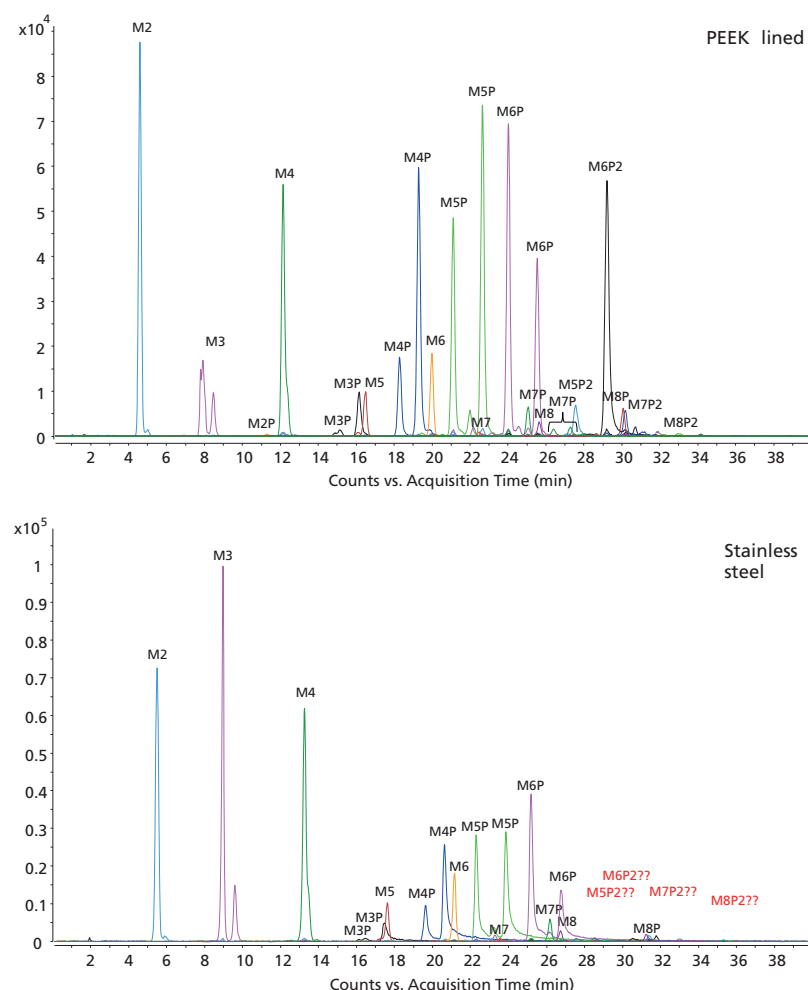 x10⁴
M2
PEEK lined
9
8
M5P
M6P
7
M4P
6
M4
M6P2
M5P
5
M6P
4
3
M3
M4P
M6
2
M3P
M5
M7P
M5P2
M8P
1
M2P
M3P
M7
M8
M7P
M7P2
M8P2
0
2 4 6 8 10 12 14 16 18 20 22 24 26 28 30 32 34 36 38
Counts vs. Acquisition Time (min)
x10⁵
M3
Stainless
steel
1
0.9
0.8
M2
0.7
M4
0.6
0.5
M6P
0.4
M4P
M5P
M5P
0.3
M6
M6P
M6P2??
0.2
M5
M4P
M5P2??
M7P2??
M8P2??
0.1
M3P
M3P
M7
M7P
M8
M8P
0
2 4 6 8 10 12 14 16 18 20 22 24 26 28 30 32 34 36 38
Counts vs. Acquisition Time (min)